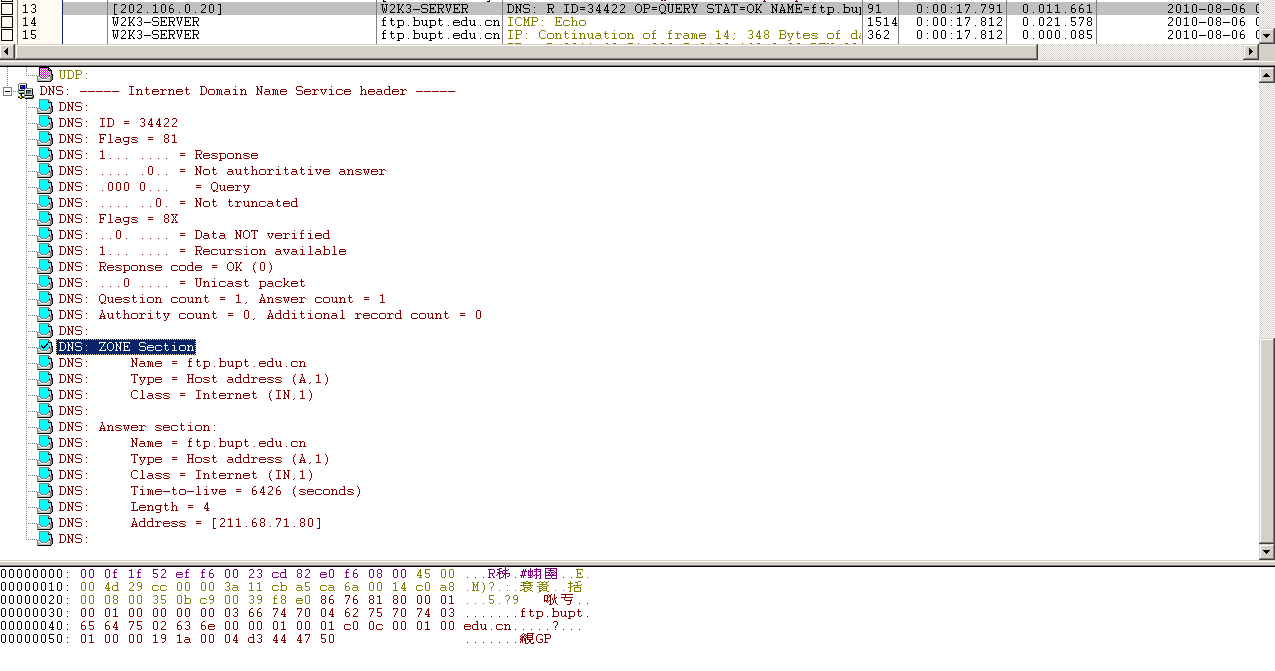 13 [202.106.0.20] W2K3-SERVER DNS: R ID=34422 OP=QUERY STAT=OK NAME=ftp.bup 91 0:00:17.791 0.011.661 2010-08-06
14 W2K3-SERVER ftp.bupt.edu.cn ICMP: Echo 1514 0:00:17.812 0.021.578 2010-08-06
15 W2K3-SERVER ftp.bupt.edu.cn IP: Continuation of frame 14; 348 Bytes of da 362 0:00:17.812 0.000.085 2010-08-06
UDP:
DNS: ----- Internet Domain Name Service header -----
DNS:
DNS: ID = 34422
DNS: Flags = 81
DNS: 1... .... = Response
DNS: .... .0.. = Not authoritative answer
DNS: .000 0... = Query
DNS: .... ..0. = Not truncated
DNS: Flags = 8X
DNS: ..0. .... = Data NOT verified
DNS: 1... .... = Recursion available
DNS: Response code = OK (0)
DNS: ...0 .... = Unicast packet
DNS: Question count = 1, Answer count = 1
DNS: Authority count = 0, Additional record count = 0
DNS:
DNS: ZONE Section
DNS: Name = ftp.bupt.edu.cn
DNS: Type = Host address (A,1)
DNS: Class = Internet (IN,1)
DNS:
DNS: Answer section:
DNS: Name = ftp.bupt.edu.cn
DNS: Type = Host address (A,1)
DNS: Class = Internet (IN,1)
DNS: Time-to-live = 6426 (seconds)
DNS: Length = 4
DNS: Address = [211.68.71.80]
DNS:
00000000: 00 0f 1f 52 ef f6 00 23 cd 82 e0 f6 08 00 45 00 ...R秭.#蛡圈..E.
00000010: 00 4d 29 cc 00 00 3a 11 cb a5 ca 6a 00 14 c0 a8 .M)?...衰資..括
00000020: 00 08 00 35 0b c9 00 39 f8 e0 86 76 81 80 00 01 ...5.?9 啾亐..
00000030: 00 01 00 00 00 00 03 66 74 70 04 62 75 70 74 03 .......ftp.bupt.
00000040: 65 64 75 02 63 6e 00 00 01 00 01 c0 0c 00 01 00 edu.cn.....?...
00000050: 01 00 00 19 1a 00 04 d3 44 47 50 .......覦GP